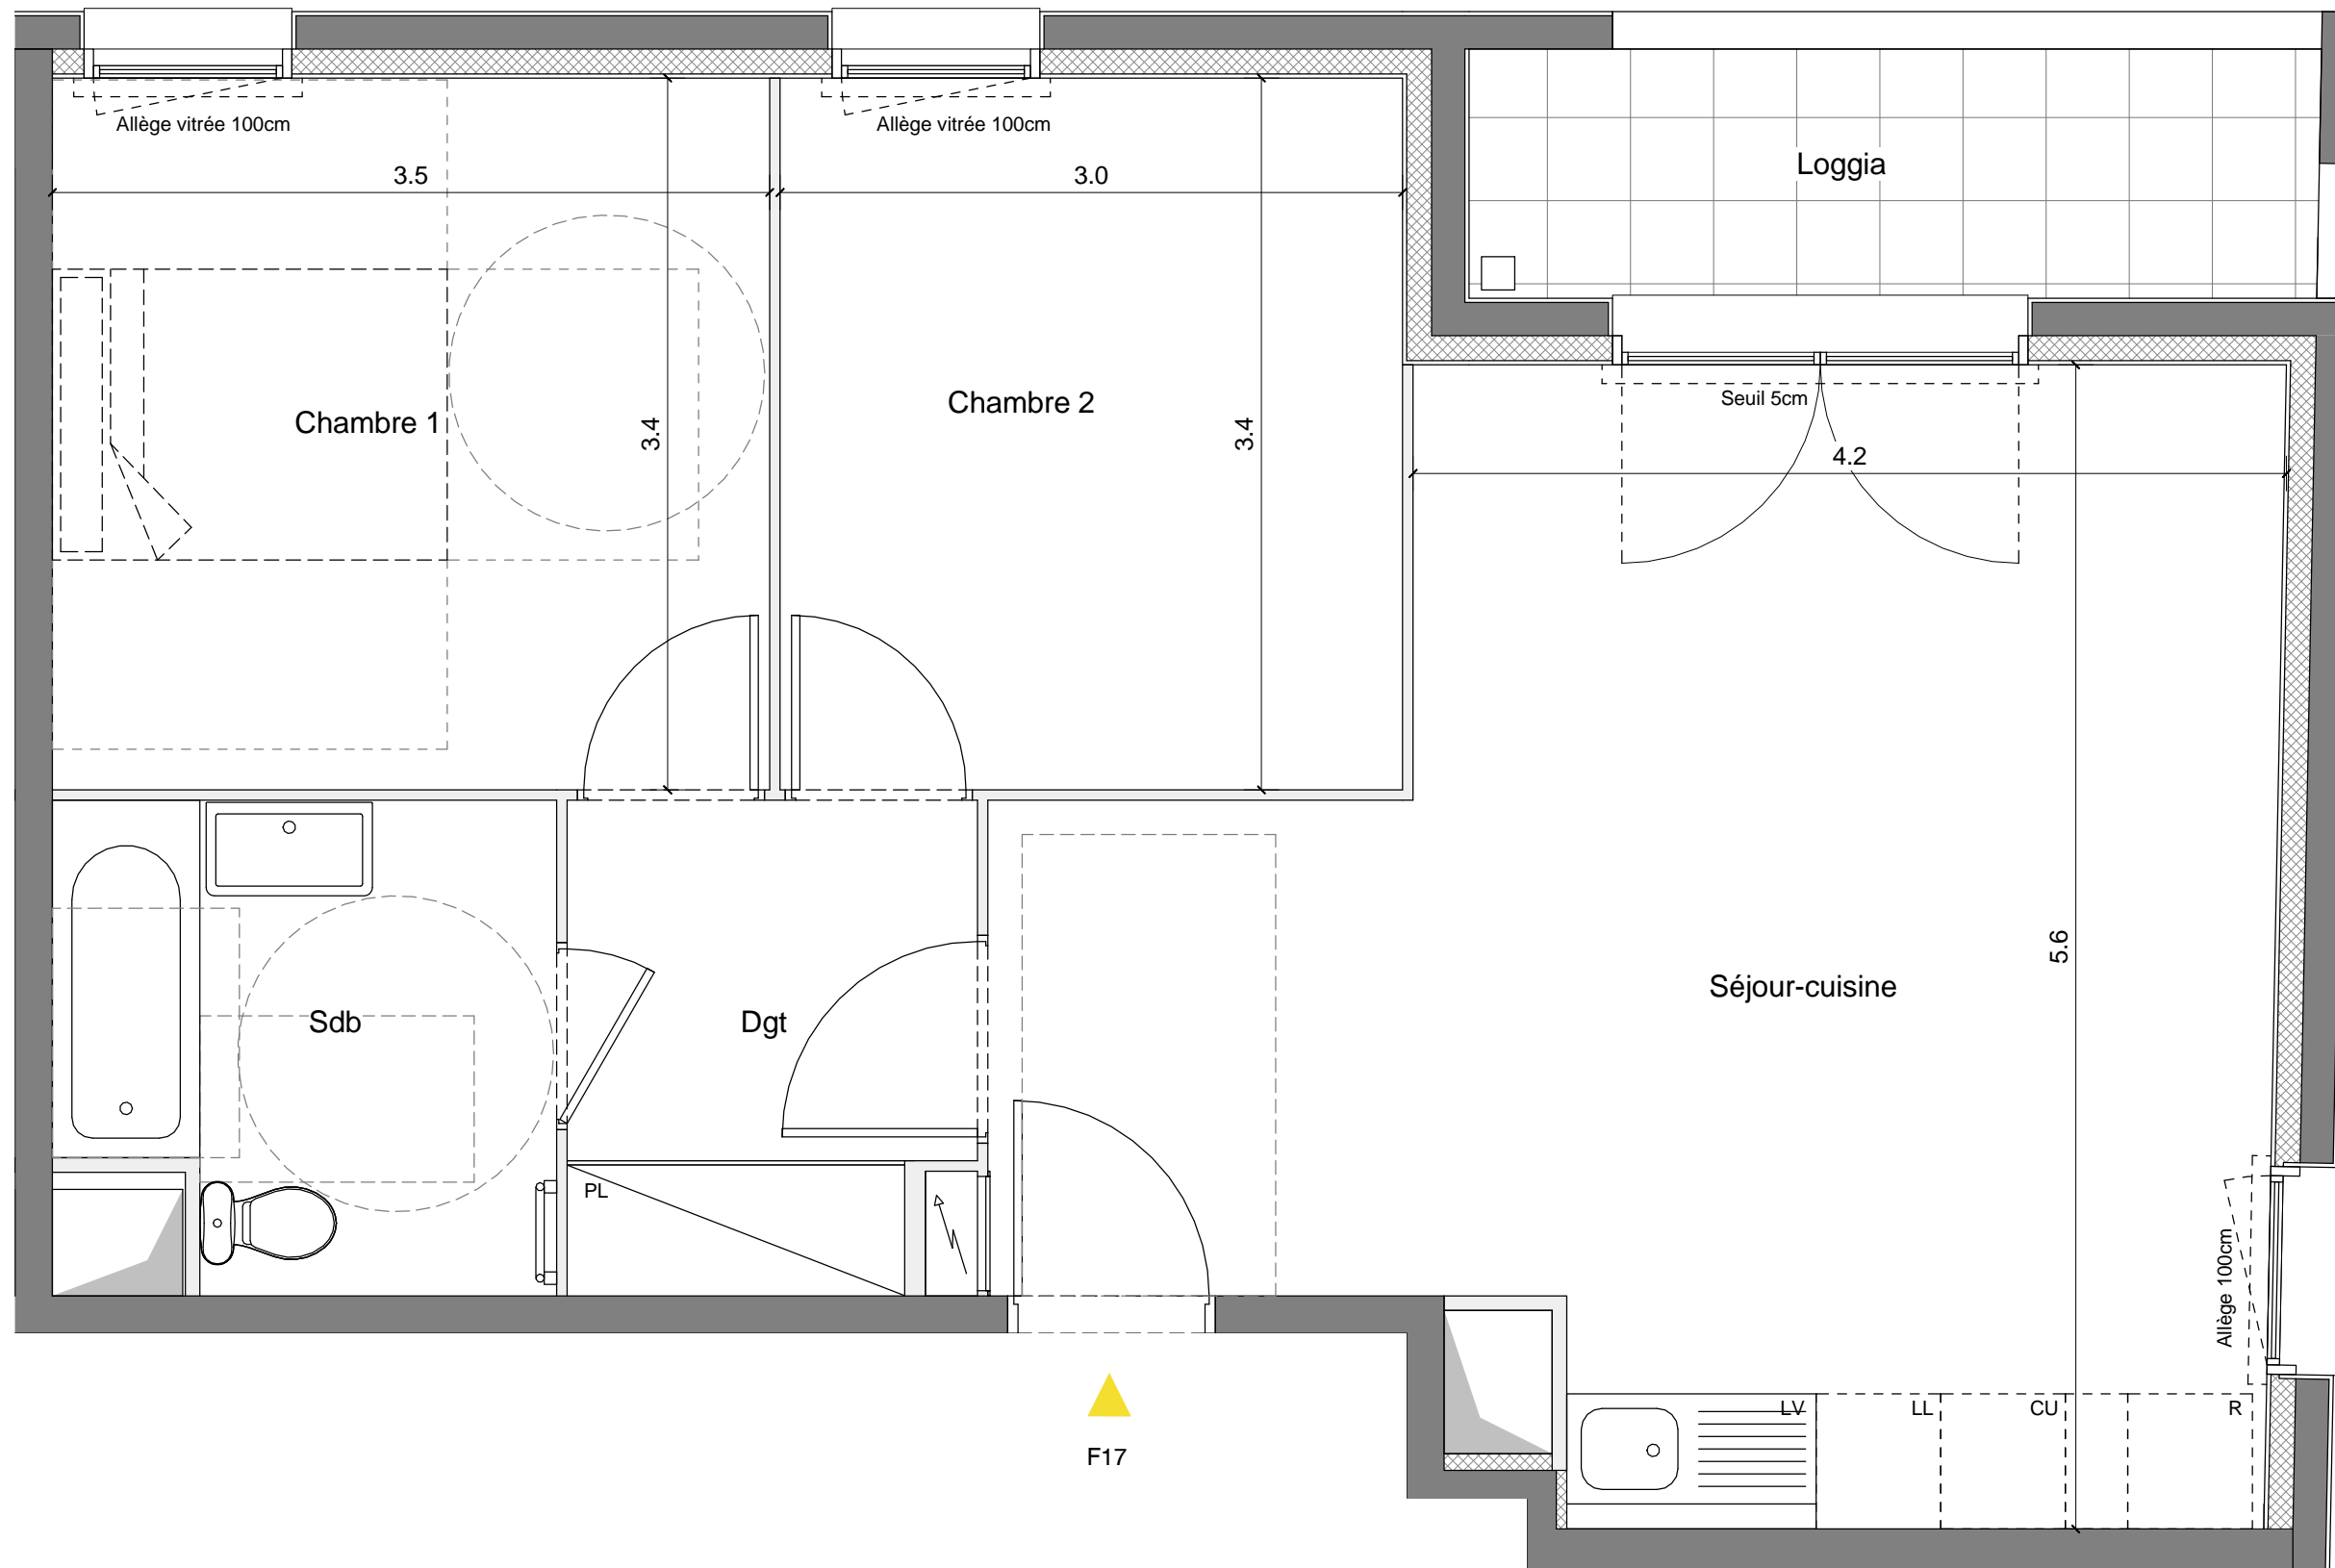 Allège vitrée 100cm
Allège vitrée 100cm
3.5
3.0
Loggia
Chambre 1
3.4
Chambre 2
3.4
Seuil 5cm
4.2
5.6
Séjour-cuisine
Sdb
Dgt
PL
Allège 100cm
LV
LL
CU
R
F17